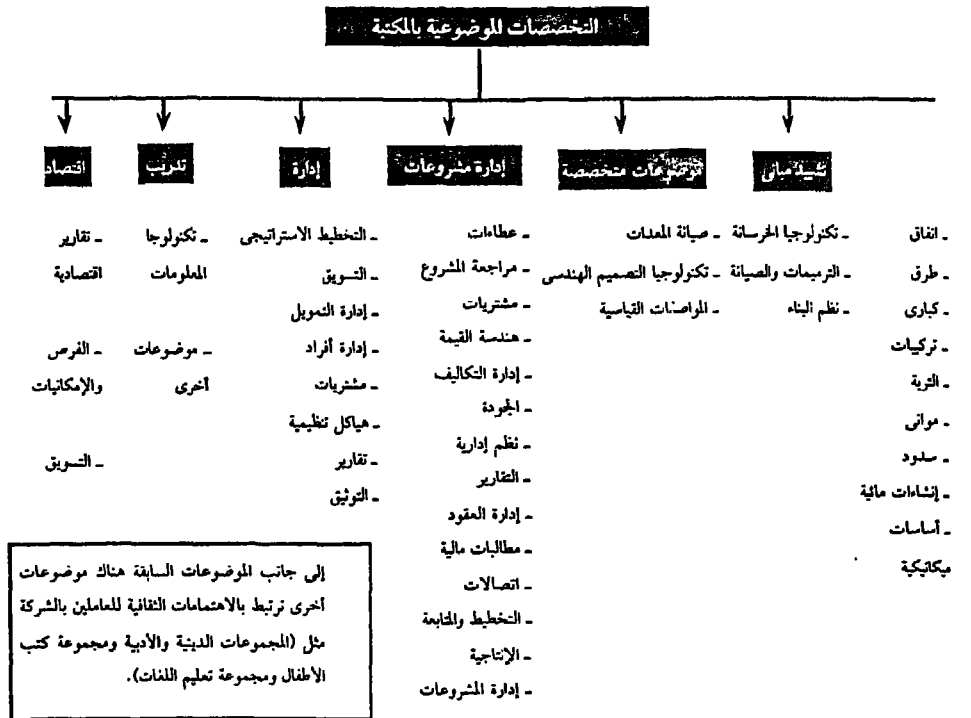 التخصصات الموضوعية بالمكتبة
تشييد مبانى
موضوعات متخصصة
إدارة مشروعات
إدارة
تدريب
اقتصاد
ـ انفاق
ـ طرق
ـ كبارى
ـ تركيبات
ـ التربة
ـ موانى
ـ سدود
ـ إنشاءات مائية
ـ أساسات
ميكانيكية
ـ تكنولوجيا الخرسانة
ـ الترميمات والصيانة
ـ نظم البناء
ـ صيانة المعدات
ـ تكنولوجيا التصميم الهندسى
ـ المواصفات القياسية
ـ عطاءات
ـ مراجعة المشروع
ـ مشتريات
ـ هندسة القيمة
ـ إدارة التكاليف
ـ الجودة
ـ نظم إدارية
ـ التقارير
ـ إدارة العقود
ـ مطالبات مالية
ـ اتصالات
ـ التخطيط والمتابعة
ـ الإنتاجية
ـ إدارة المشروعات
ـ التخطيط الاستراتيجى
ـ التسويق
ـ إدارة التمويل
ـ إدارة أفراد
ـ مشتريات
ـ هياكل تنظيمية
ـ تقارير
ـ التوثيق
ـ تكنولوجا
المعلومات
ـ موضوعات
أخرى
ـ تقارير
اقتصادية
ـ الفرص
والإمكانيات
ـ التسويق
إلى جانب الموضوعات السابقة هناك موضوعات
أخرى ترتبط بالاهتمامات الثقافية للعاملين بالشركة
مثل (المجموعات الدينية والأدبية ومجموعة كتب
الأطفال ومجموعة تعليم اللغات).